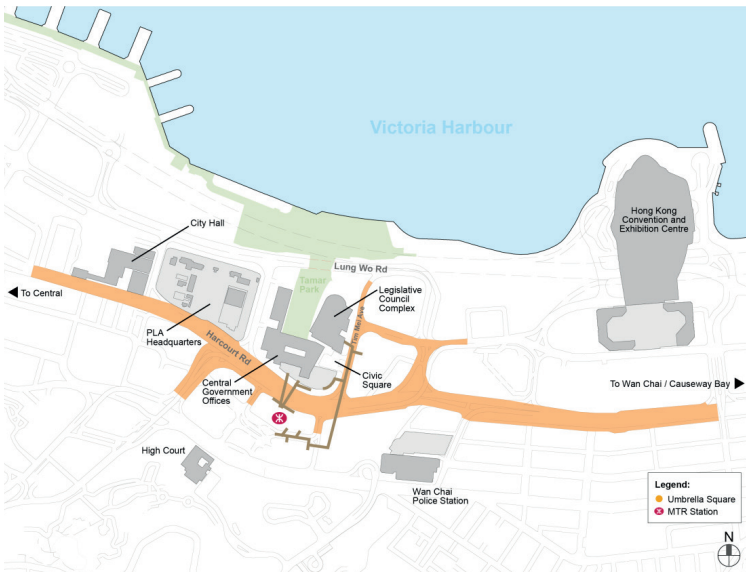 Victoria Harbour
Hong Kong
Convention and
Exhibition Centre
City Hall
Lung Wo Rd
To Central
Tamar
Park
Legislative
Council
Complex
Tim Mei Ave
PLA
Headquarters
Harcourt Rd
Civic
Square
Central
Government
Offices
To Wan Chai / Causeway Bay
High Court
Wan Chai
Police Station
Legend:
Umbrella Square
MTR Station
N